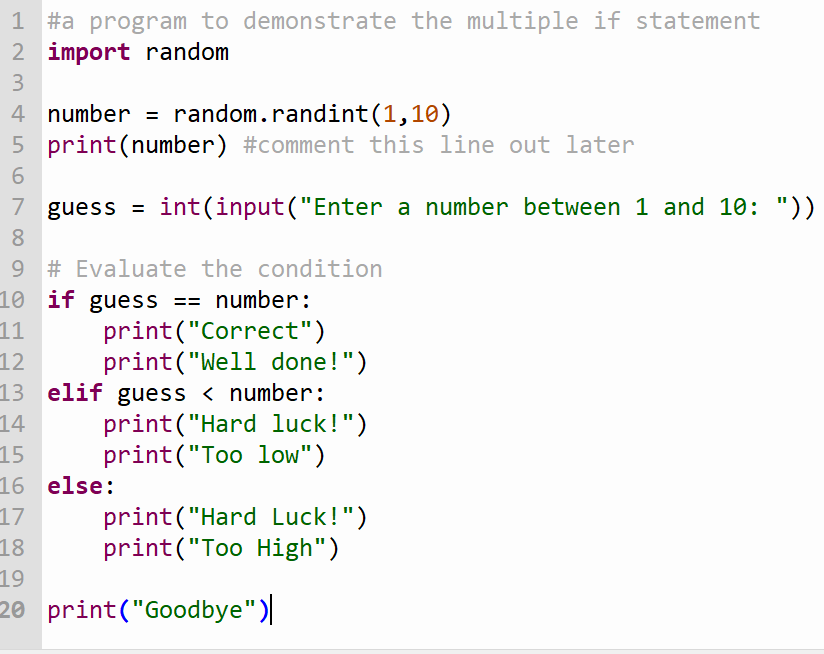 1 #a program to demonstrate the multiple if statement
2 import random
3
4 number = random.randint(1,10)
5 print(number) #comment this line out later
6
7 guess = int(input("Enter a number between 1 and 10: "))
8
9 # Evaluate the condition
10 if guess == number:
11     print("Correct")
12     print("Well done!")
13 elif guess < number:
14     print("Hard luck!")
15     print("Too low")
16 else:
17     print("Hard Luck!")
18     print("Too High")
19
20 print("Goodbye")